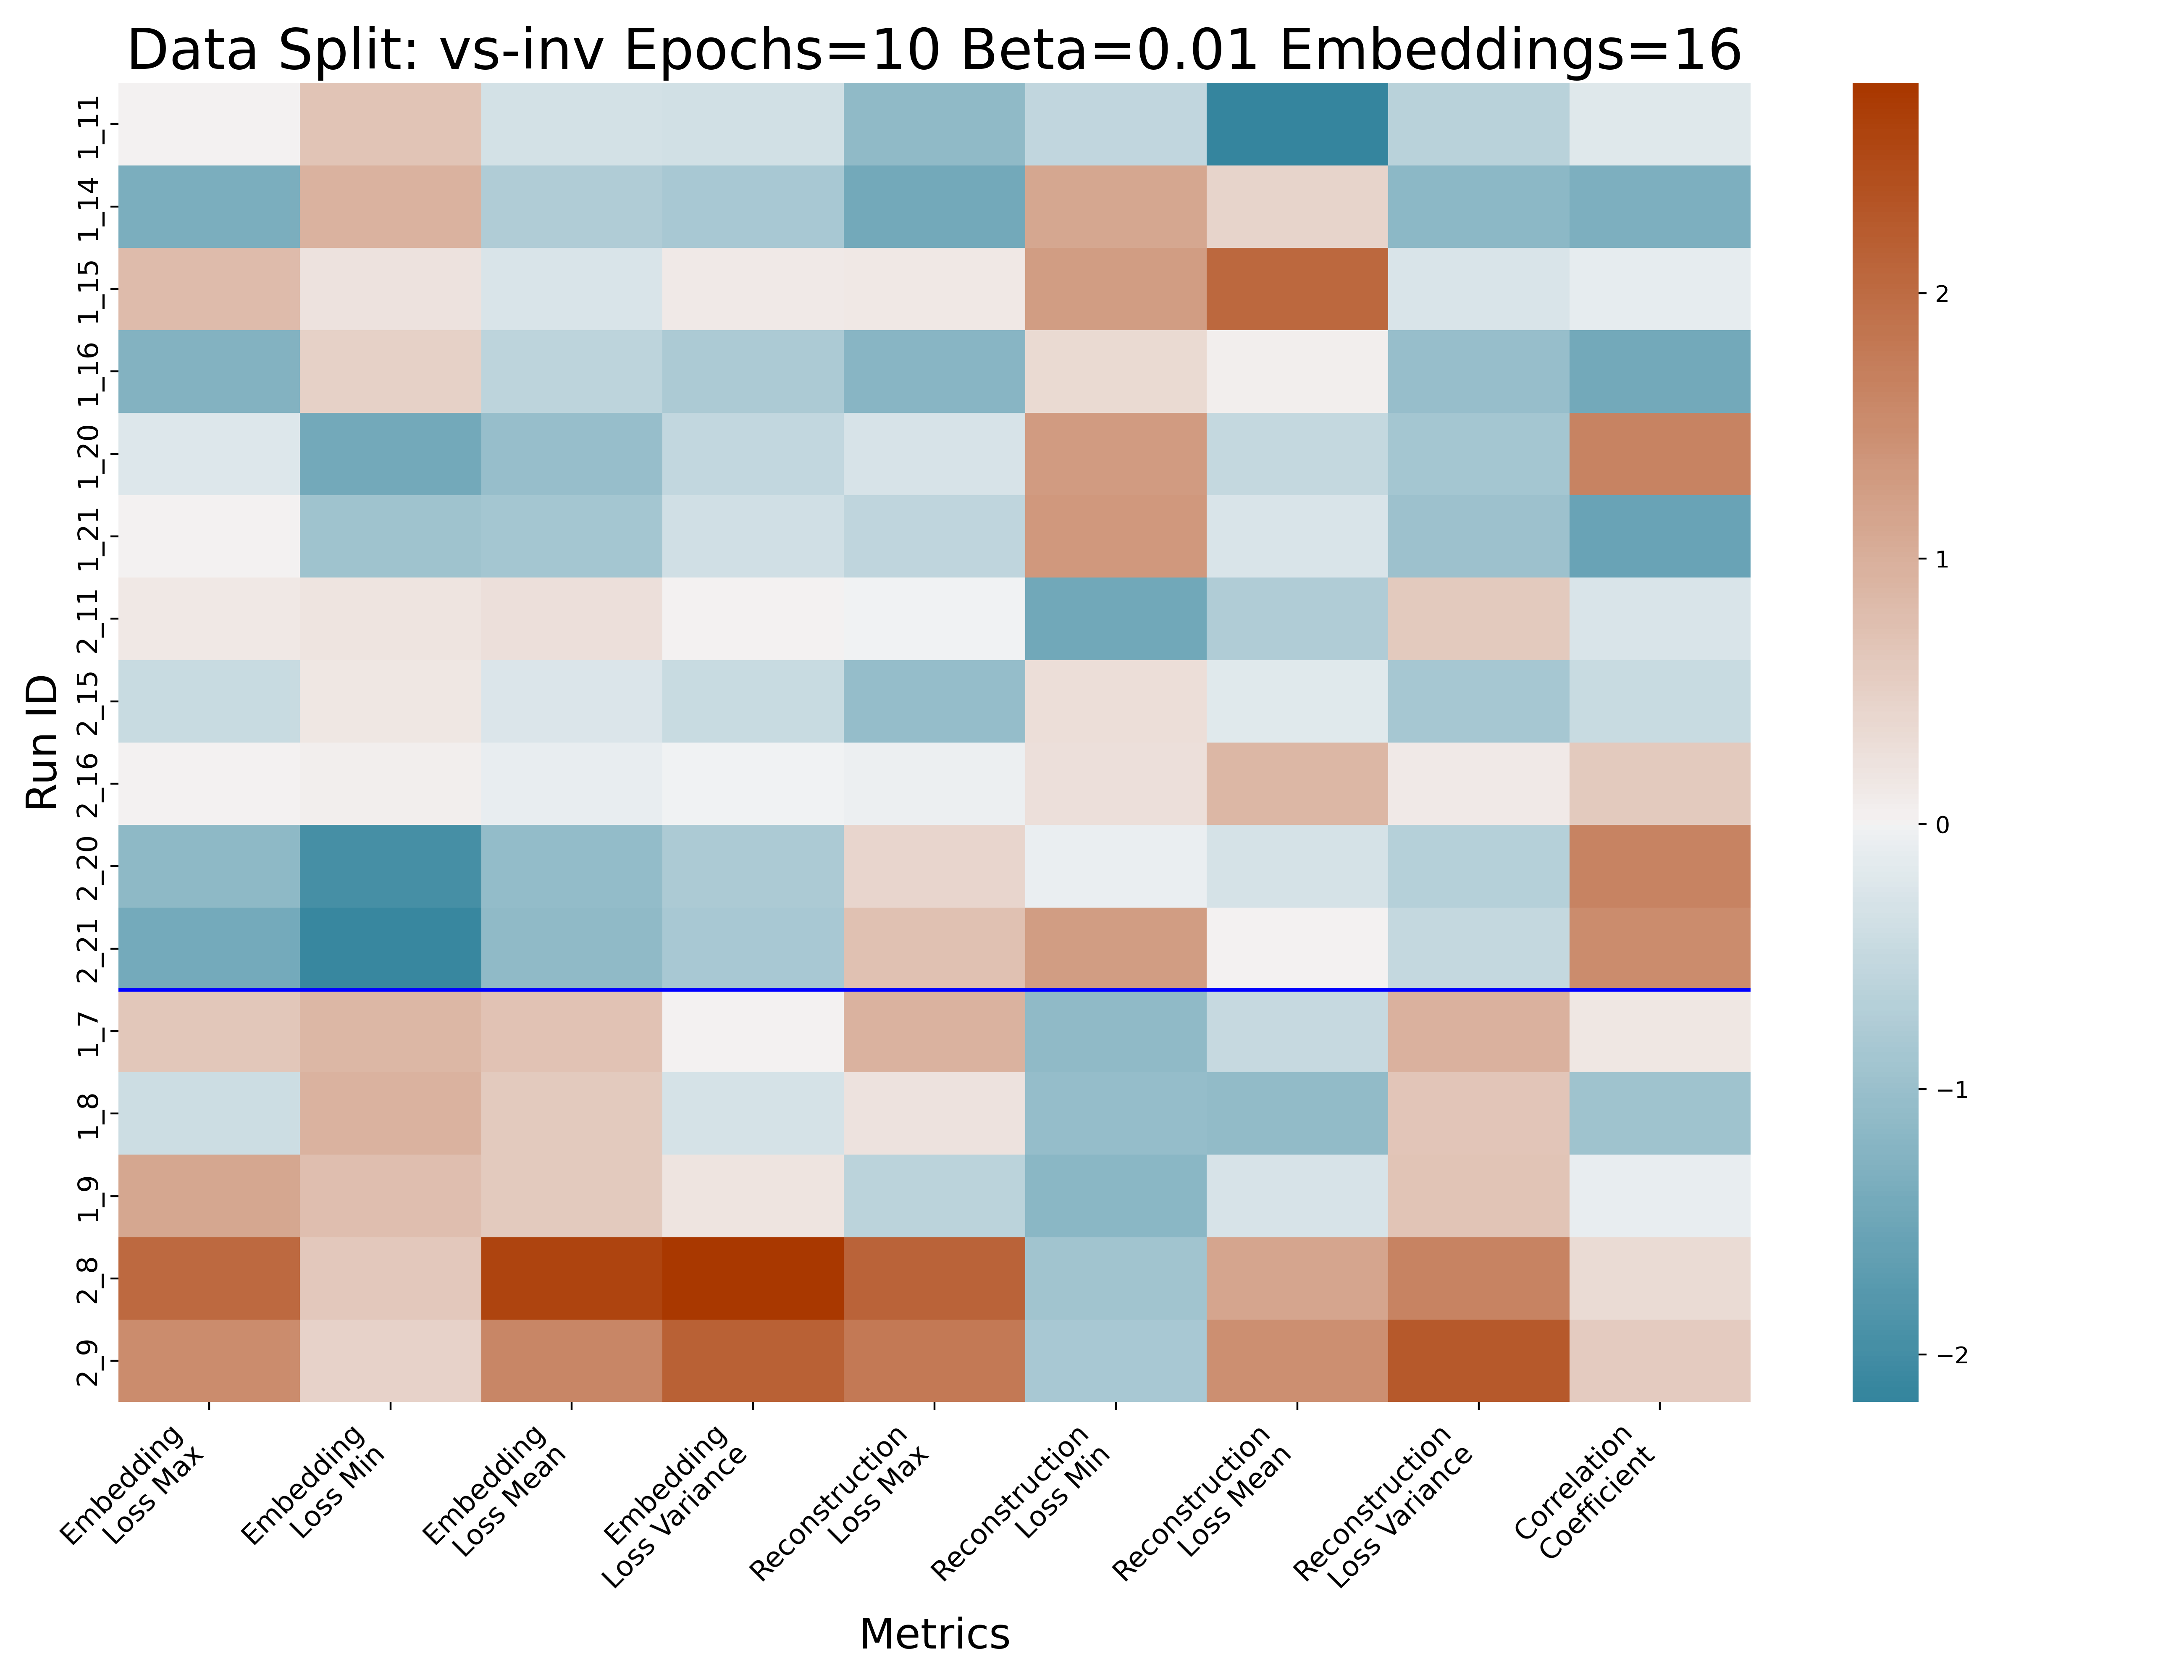 Data Split: vs-inv Epochs=10 Beta=0.01 Embeddings=16
Run ID
1_11
1_14
1_15
1_16
1_20
1_21
2_11
2_15
2_16
2_20
2_21
1_7
1_8
1_9
2_8
2_9
Embedding
Loss Max
Embedding
Loss Min
Embedding
Loss Mean
Embedding
Loss Variance
Reconstruction
Loss Max
Reconstruction
Loss Min
Reconstruction
Loss Mean
Reconstruction
Loss Variance
Correlation
Coefficient
Metrics
2
1
0
−1
−2